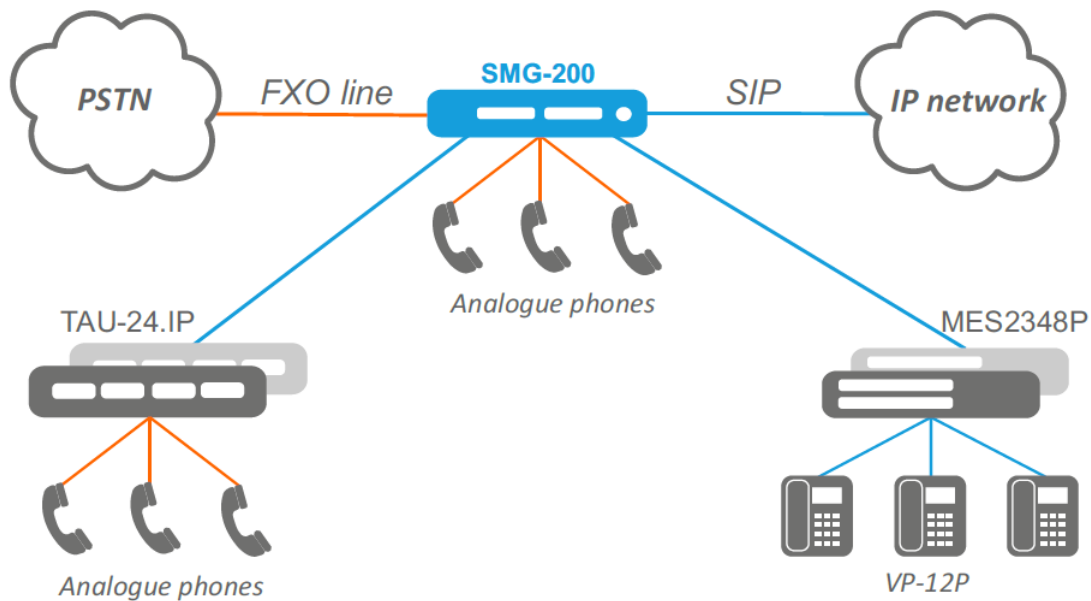 SMG-200
PSTN
FXO line
SIP
IP network
Analogue phones
TAU-24.IP
MES2348P
Analogue phones
VP-12P